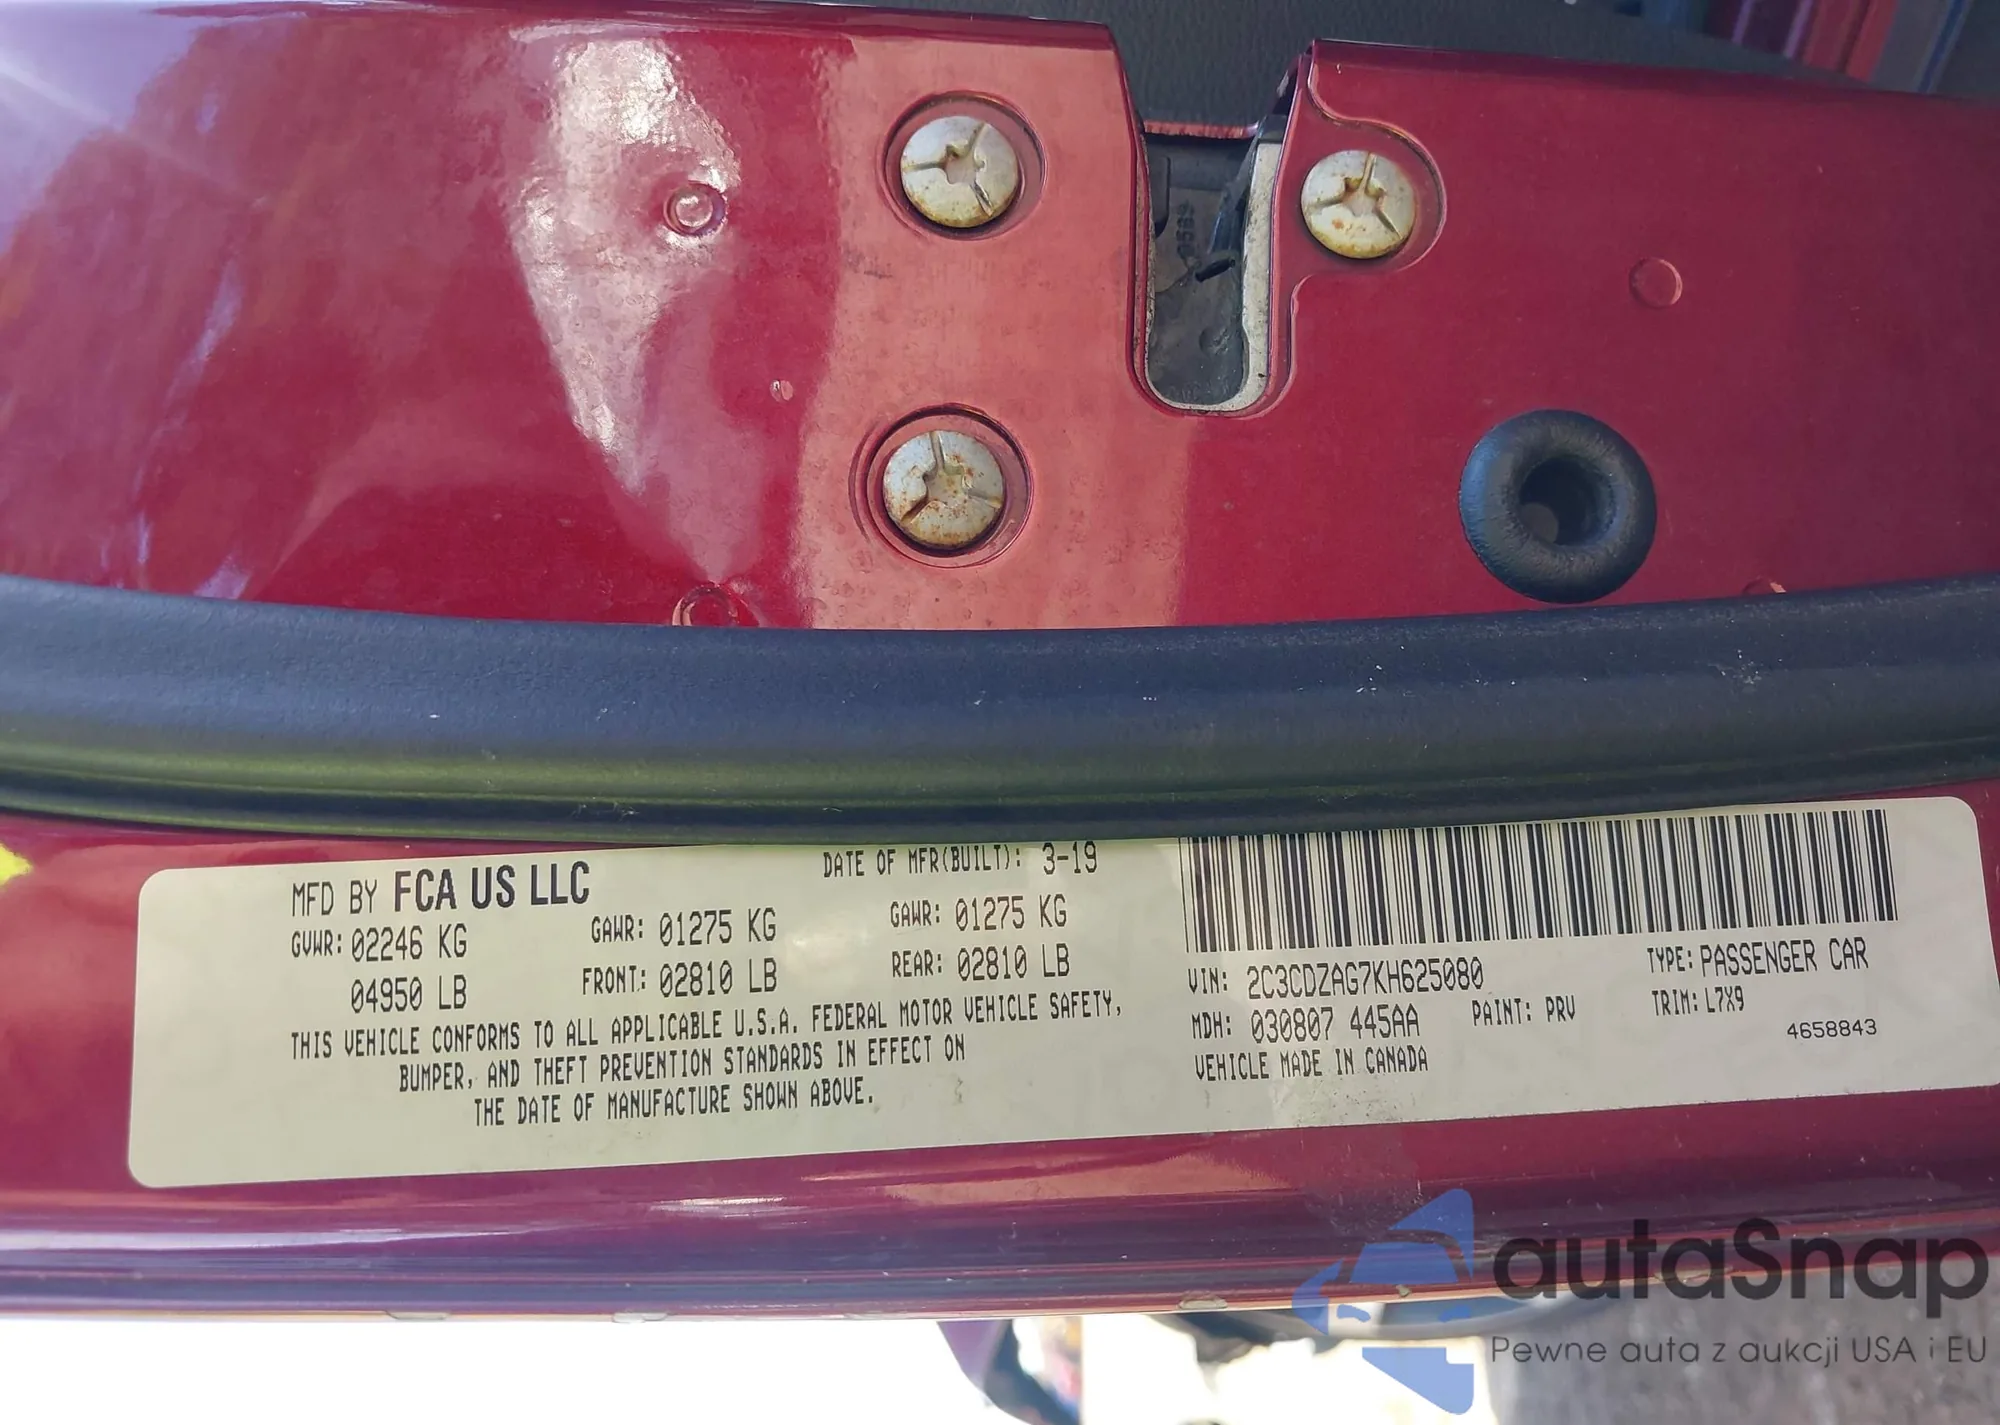 MFD BY FCA US LLC
DATE OF MFR(BUILT): 3-19
GVWR: 02246 KG
04950 LB
GAWR: 01275 KG
FRONT: 02810 LB
GAWR: 01275 KG
REAR: 02810 LB
THIS VEHICLE CONFORMS TO ALL APPLICABLE U.S.A. FEDERAL MOTOR VEHICLE SAFETY,
BUMPER, AND THEFT PREVENTION STANDARDS IN EFFECT ON
THE DATE OF MANUFACTURE SHOWN ABOVE.
VIN: 2C3CDZAG7KH625080
TYPE: PASSENGER CAR
MDH: 030807 445AA
PAINT: PRV
TRIM: L7X9
VEHICLE MADE IN CANADA
4658843
autaSnap
Pewne auta z aukcji USA i EU